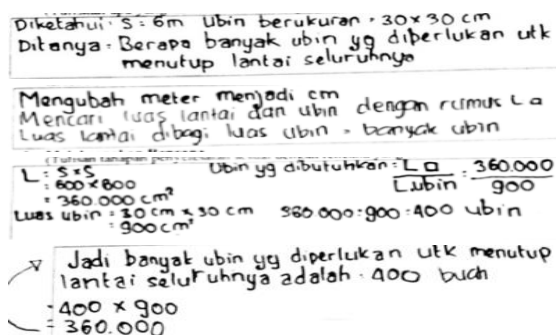 Diketahui : S : 6m Ubin berukuran : 30 x 30 cm
Ditanya : Berapa banyak ubin yg diperlukan utk
menutup lantai seluruhnya
Mengubah meter menjadi cm
Mencari luas lantai dan ubin dengan rumus L □
Luas lantai dibagi luas ubin = banyak ubin
(Tuliskan tahapan
L : S x S
: 600 x 600
= 360.000 cm²
Luas ubin : 30 cm x 30 cm
: 900 cm²
Ubin yg dibutuhkan : L □ / L ubin : 360.000 / 900
360.000 : 900 : 400 ubin
Jadi banyak ubin yg diperlukan utk menutup
lantai seluruhnya adalah : 400 buah
= 400 x 900
= 360.000